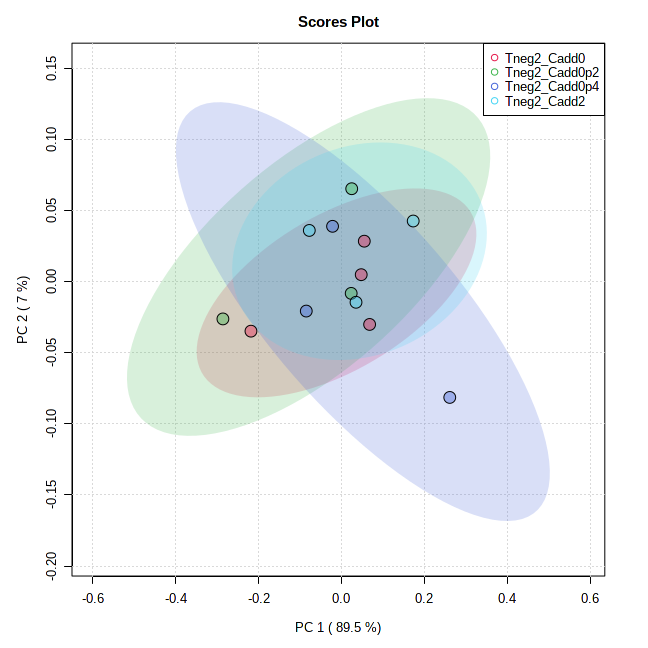 Scores Plot
Tneg2_Cadd0
Tneg2_Cadd0p2
Tneg2_Cadd0p4
Tneg2_Cadd2
0.15
0.10
0.05
0.00
-0.05
-0.10
-0.15
-0.20
PC 2 ( 7 %)
-0.6 -0.4 -0.2 0.0 0.2 0.4 0.6
PC 1 ( 89.5 %)